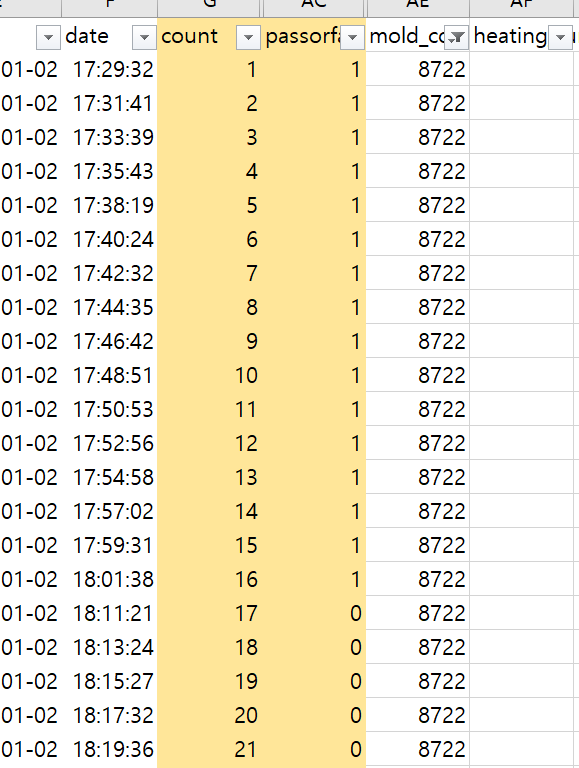 F G AC AE AF
date count passorfa mold_co heating u
01-02 17:29:32 1 1 8722
01-02 17:31:41 2 1 8722
01-02 17:33:39 3 1 8722
01-02 17:35:43 4 1 8722
01-02 17:38:19 5 1 8722
01-02 17:40:24 6 1 8722
01-02 17:42:32 7 1 8722
01-02 17:44:35 8 1 8722
01-02 17:46:42 9 1 8722
01-02 17:48:51 10 1 8722
01-02 17:50:53 11 1 8722
01-02 17:52:56 12 1 8722
01-02 17:54:58 13 1 8722
01-02 17:57:02 14 1 8722
01-02 17:59:31 15 1 8722
01-02 18:01:38 16 1 8722
01-02 18:11:21 17 0 8722
01-02 18:13:24 18 0 8722
01-02 18:15:27 19 0 8722
01-02 18:17:32 20 0 8722
01-02 18:19:36 21 0 8722